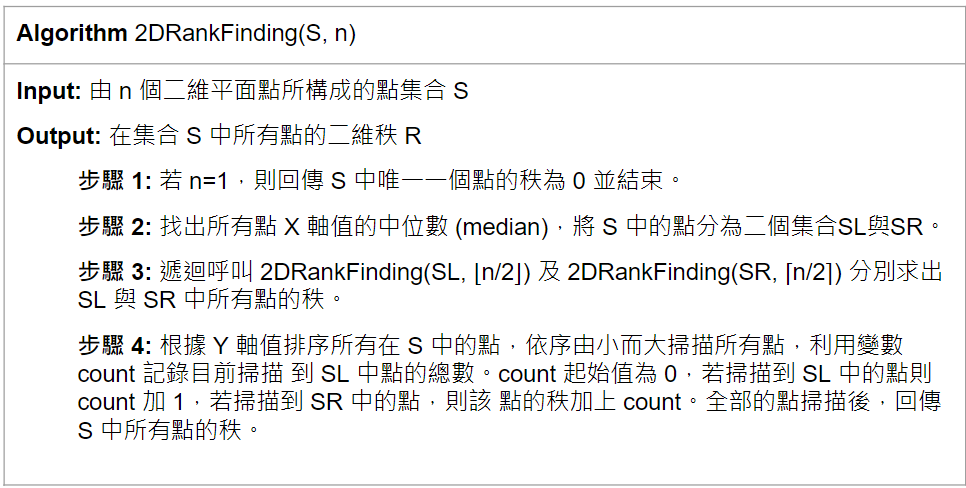 Algorithm 2DRankFinding(S, n)
Input: 由 n 個二維平面點所構成的點集合 S
Output: 在集合 S 中所有點的二維秩 R
步驟 1: 若 n=1，則回傳 S 中唯一一個點的秩為 0 並結束。
步驟 2: 找出所有點 X 軸值的中位數 (median)，將 S 中的點分為二個集合SL與SR。
步驟 3: 遞迴呼叫 2DRankFinding(SL, ⌊n/2⌋) 及 2DRankFinding(SR, ⌈n/2⌉) 分別求出
SL 與 SR 中所有點的秩。
步驟 4: 根據 Y 軸值排序所有在 S 中的點，依序由小而大掃描所有點，利用變數
count 記錄目前掃描 到 SL 中點的總數。count 起始值為 0，若掃描到 SL 中的點則
count 加 1，若掃描到 SR 中的點，則該 點的秩加上 count。全部的點掃描後，回傳
S 中所有點的秩。